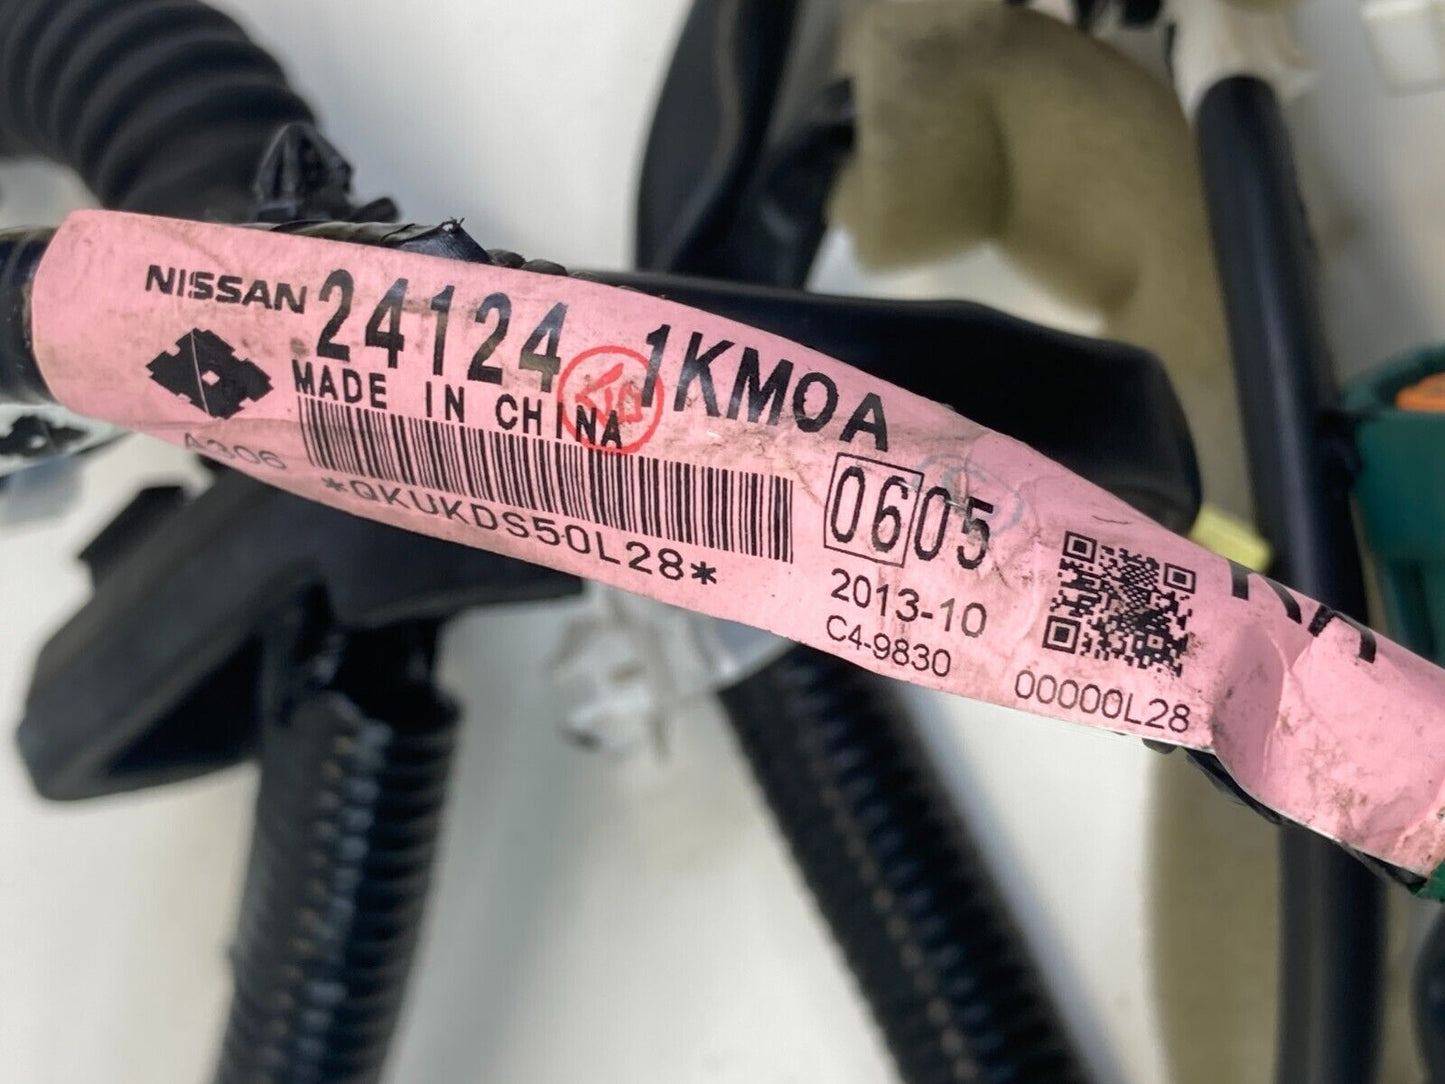 NISSAN 24124 1KM0A
MADE IN CHINA
A306
*QKUKDS50L28*
0605
2013-10
C4-9830
00000L28